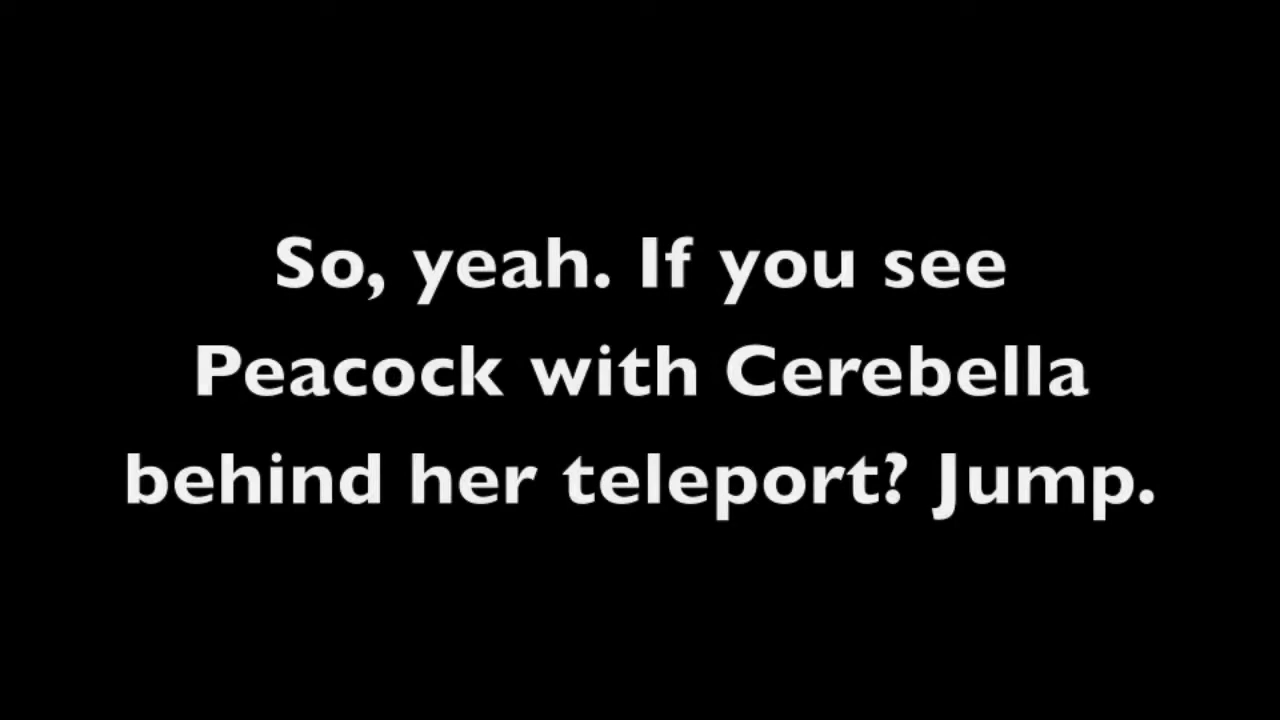 So, yeah. If you see
Peacock with Cerebella
behind her teleport? Jump.